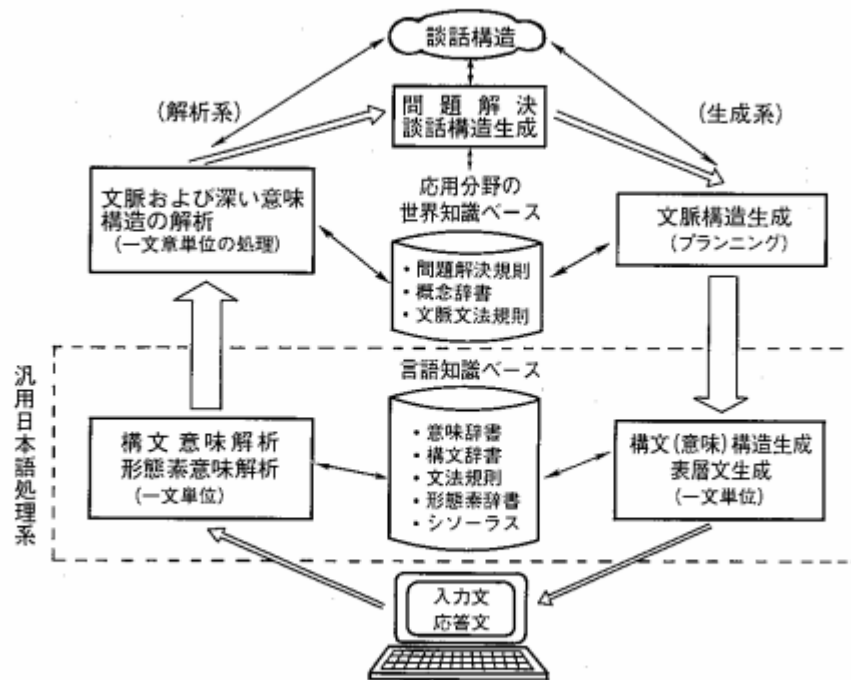 談話構造
(解析系)
問題解決
談話構造生成
(生成系)
文脈および深い意味
構造の解析
(一文章単位の処理)
応用分野の
世界知識ベース
・問題解決規則
・概念辞書
・文脈文法規則
文脈構造生成
(プランニング)
汎用日本語処理系
言語知識ベース
構文 意味解析
形態素意味解析
(一文単位)
・意味辞書
・構文辞書
・文法規則
・形態素辞書
・シソーラス
構文(意味)構造生成
表層文生成
(一文単位)
入力文
応答文